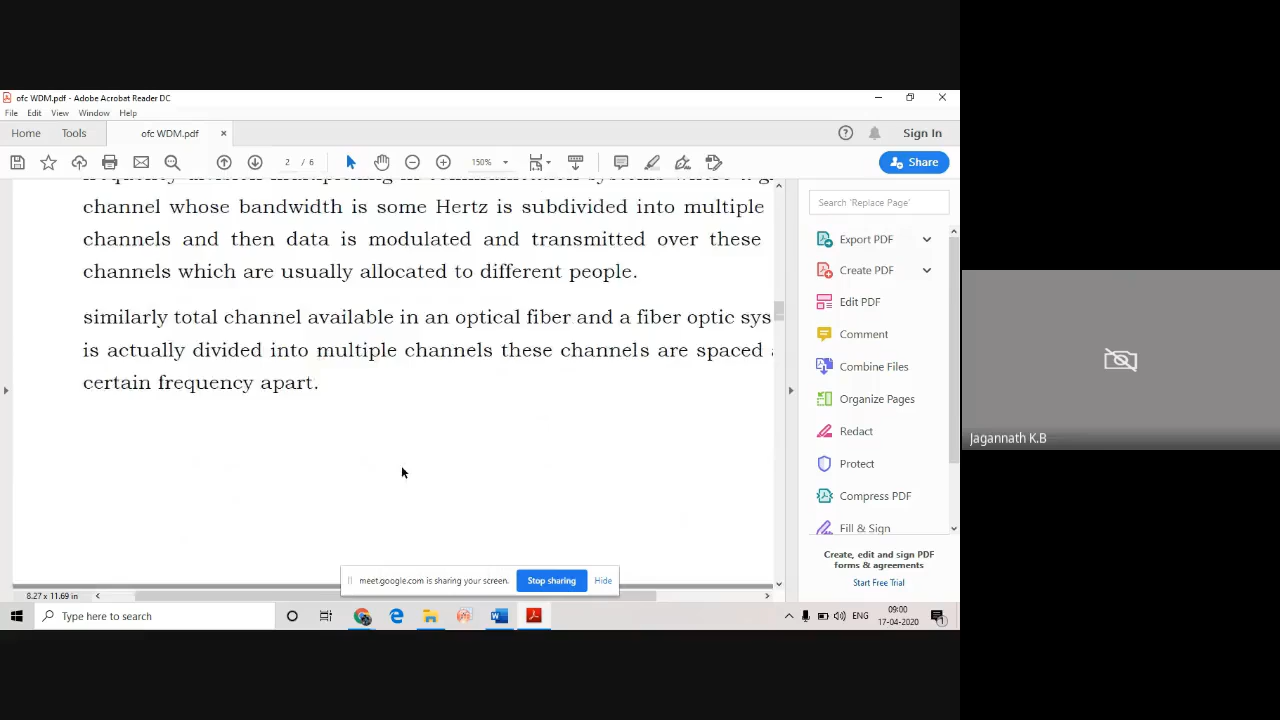 ofc WDM.pdf - Adobe Acrobat Reader DC
File Edit View Window Help
Home Tools ofc WDM.pdf × Sign In
2 / 6 150% Share
channel whose bandwidth is some Hertz is subdivided into multiple
channels and then data is modulated and transmitted over these
channels which are usually allocated to different people.
similarly total channel available in an optical fiber and a fiber optic sys
is actually divided into multiple channels these channels are spaced
certain frequency apart.
Search 'Replace Page'
Export PDF
Create PDF
Edit PDF
Comment
Combine Files
Organize Pages
Redact
Protect
Compress PDF
Fill & Sign
Create, edit and sign PDF
forms & agreements
Start Free Trial
Jagannath K.B
meet.google.com is sharing your screen. Stop sharing Hide
8.27 x 11.69 in
Type here to search
ENG
09:00
17-04-2020